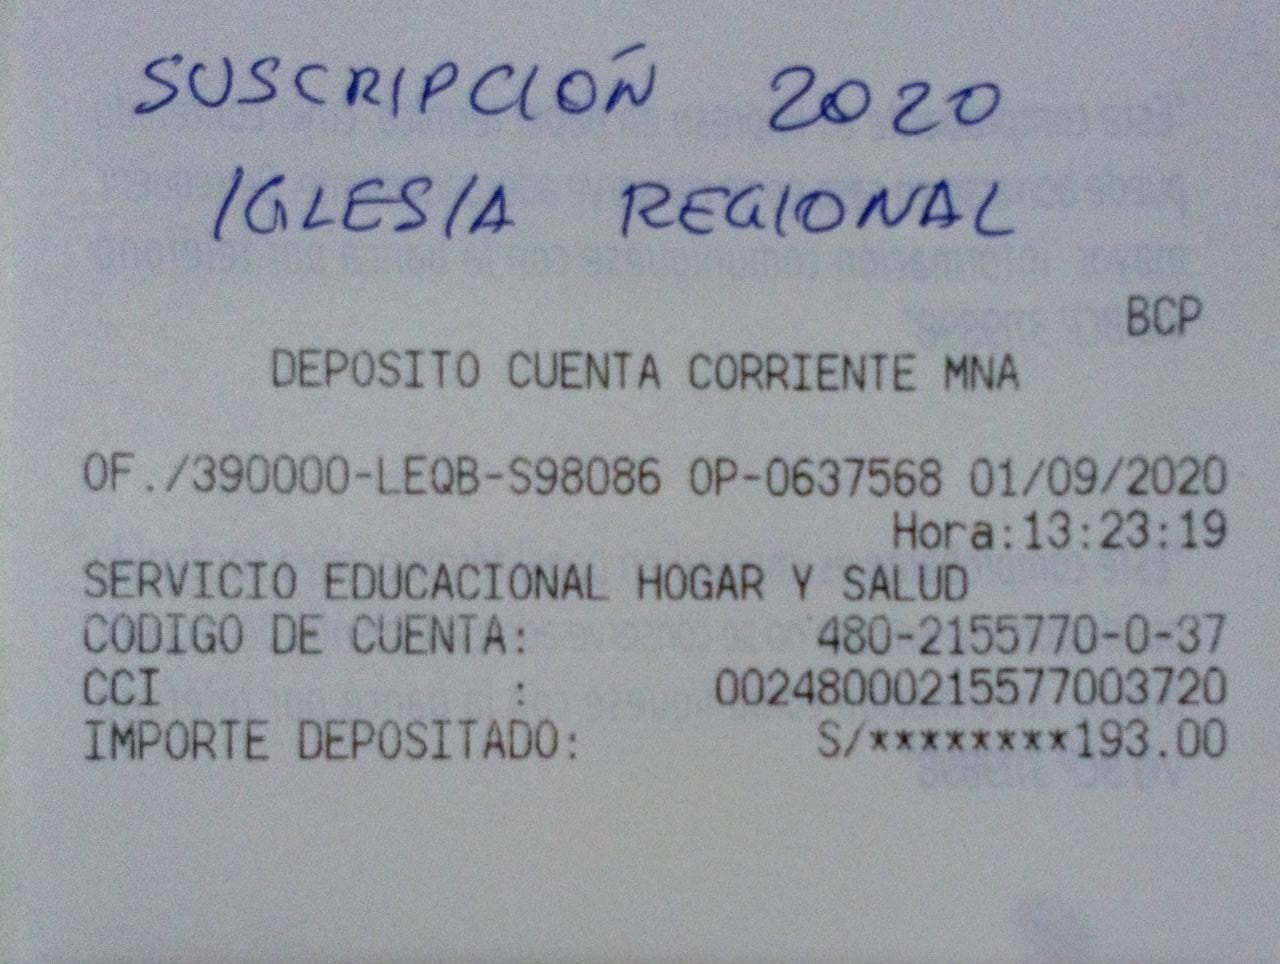 SUSCRIPCIÓN 2020
IGLESIA REGIONAL
BCP
DEPOSITO CUENTA CORRIENTE MNA
OF./390000-LEQB-S98086 OP-0637568 01/09/2020
Hora:13:23:19
SERVICIO EDUCACIONAL HOGAR Y SALUD
CODIGO DE CUENTA: 480-2155770-0-37
CCI : 00248000215577003720
IMPORTE DEPOSITADO: S/********193.00